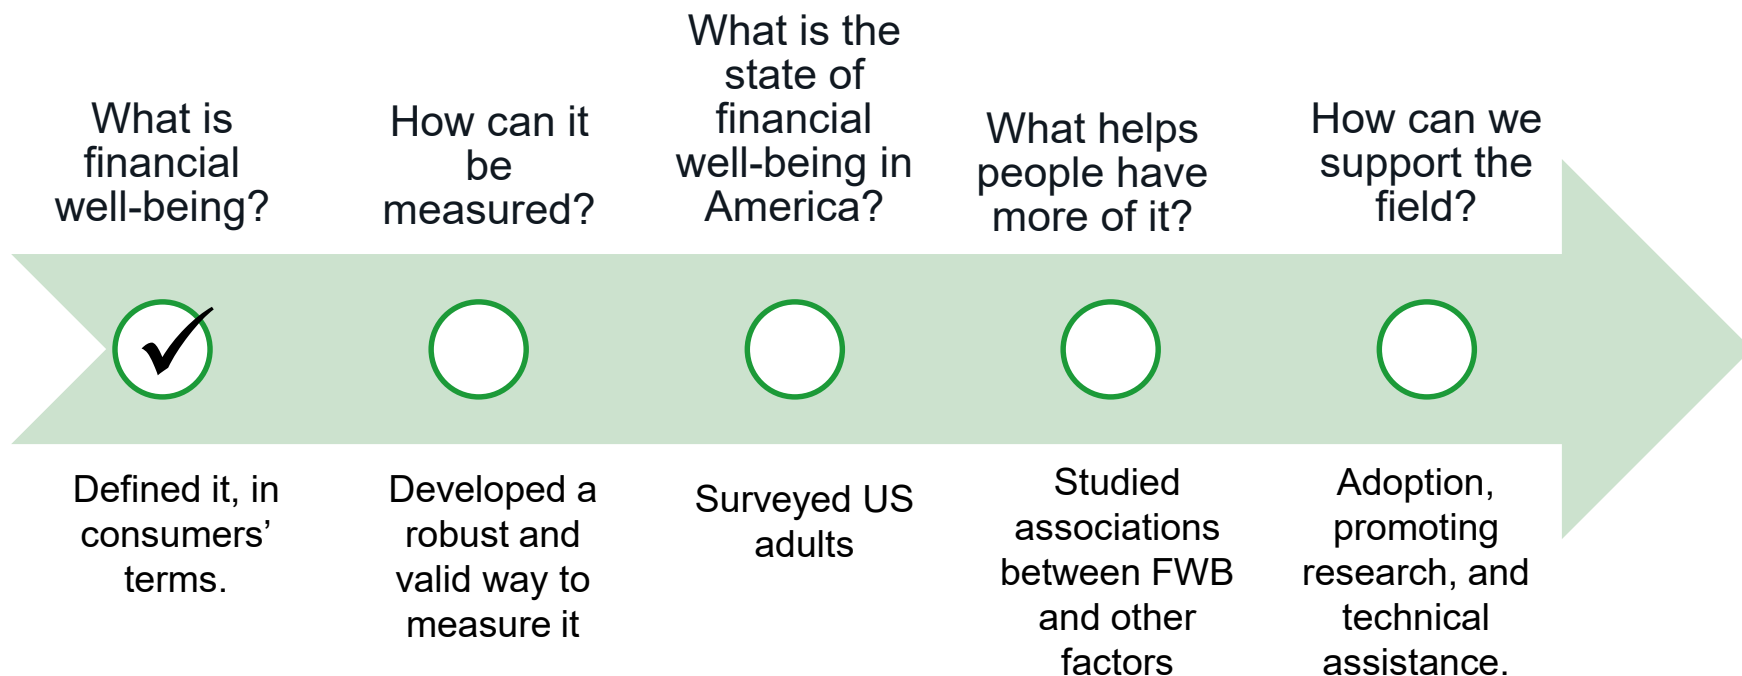 What is
financial
well-being?
How can it
be
measured?
What is the
state of
financial
well-being in
America?
What helps
people have
more of it?
How can we
support the
field?
Defined it, in
consumers’
terms.
Developed a
robust and
valid way to
measure it
Surveyed US
adults
Studied
associations
between FWB
and other
factors
Adoption,
promoting
research, and
technical
assistance.